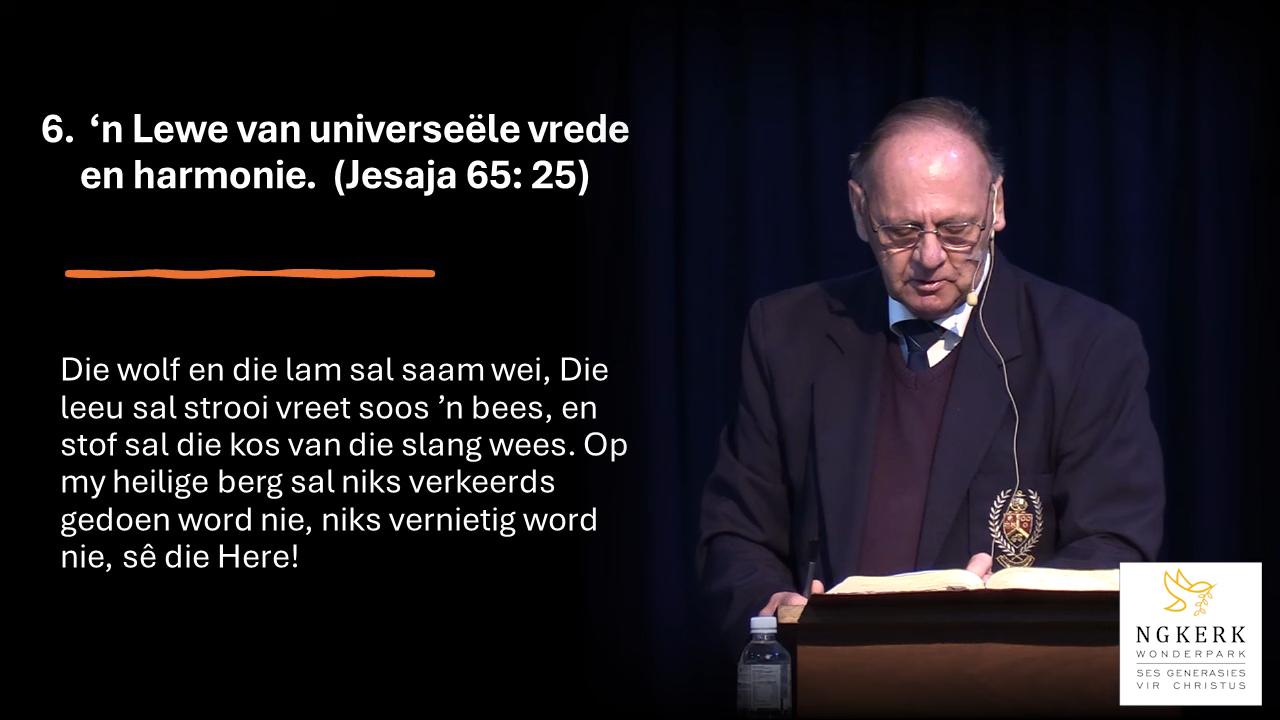 6. ‘n Lewe van universeële vrede
en harmonie. (Jesaja 65: 25)
Die wolf en die lam sal saam wei, Die
leeu sal strooi vreet soos ’n bees, en
stof sal die kos van die slang wees. Op
my heilige berg sal niks verkeerds
gedoen word nie, niks vernietig word
nie, sê die Here!
NGKERK
WONDERPARK
SES GENERASIES
VIR CHRISTUS